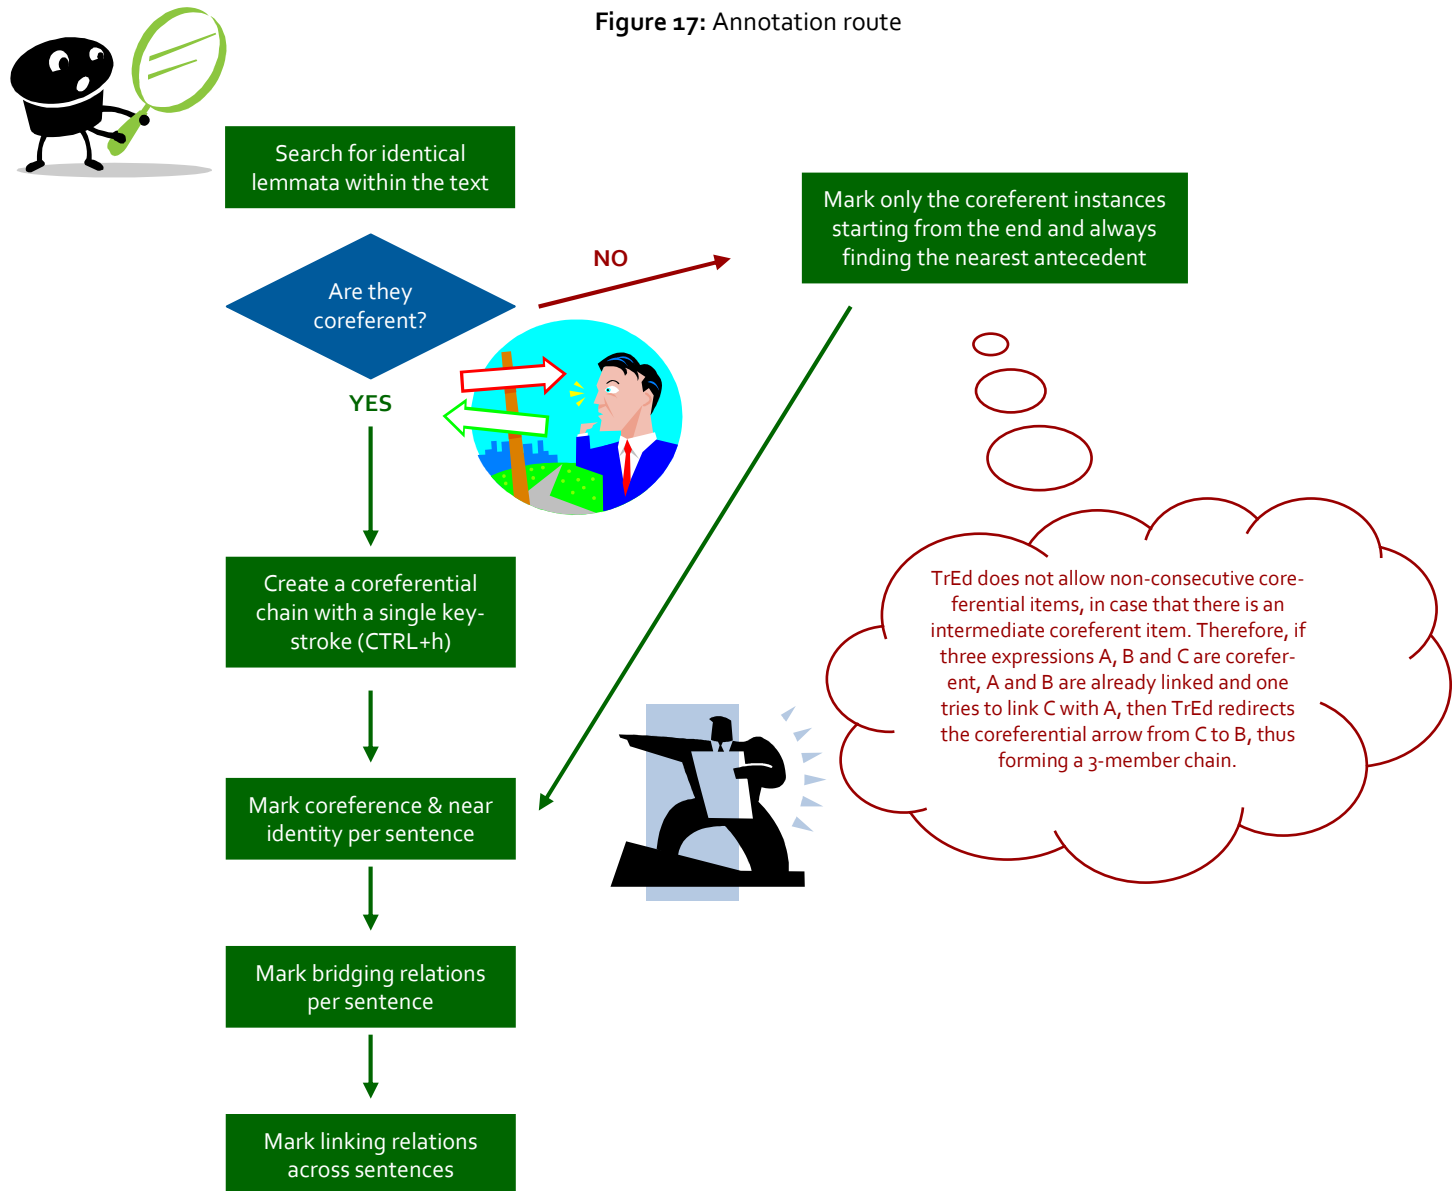 Figure 17: Annotation route
Search for identical
lemmata within the text
Are they
coreferent?
NO
Mark only the coreferent instances
starting from the end and always
finding the nearest antecedent
YES
Create a coreferential
chain with a single key-
stroke (CTRL+h)
TrEd does not allow non-consecutive core-
ferential items, in case that there is an
intermediate coreferent item. Therefore, if
three expressions A, B and C are corefer-
ent, A and B are already linked and one
tries to link C with A, then TrEd redirects
the coreferential arrow from C to B, thus
forming a 3-member chain.
Mark coreference & near
identity per sentence
Mark bridging relations
per sentence
Mark linking relations
across sentences